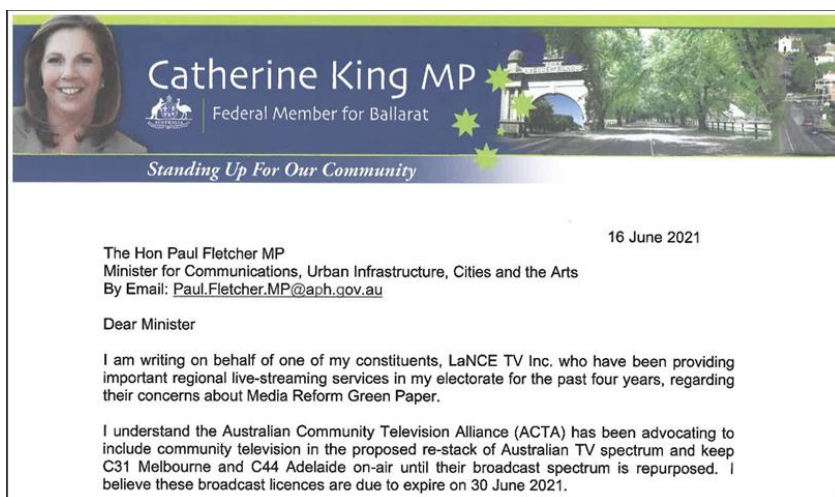 Catherine King MP
Federal Member for Ballarat
Standing Up For Our Community
16 June 2021
The Hon Paul Fletcher MP
Minister for Communications, Urban Infrastructure, Cities and the Arts
By Email: Paul.Fletcher.MP@aph.gov.au
Dear Minister
I am writing on behalf of one of my constituents, LaNCE TV Inc. who have been providing
important regional live-streaming services in my electorate for the past four years, regarding
their concerns about Media Reform Green Paper.
I understand the Australian Community Television Alliance (ACTA) has been advocating to
include community television in the proposed re-stack of Australian TV spectrum and keep
C31 Melbourne and C44 Adelaide on-air until their broadcast spectrum is repurposed. I
believe these broadcast licences are due to expire on 30 June 2021.